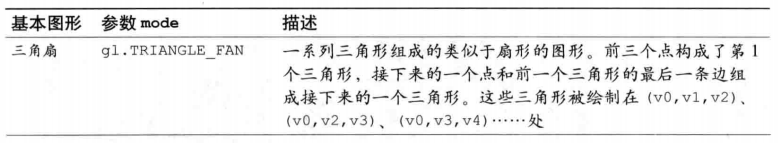 基本图形 参数 mode 描述
三角扇 gl.TRIANGLE_FAN 一系列三角形组成的类似于扇形的图形。前三个点构成了第 1
个三角形，接下来的一个点和前一个三角形的最后一条边组
成接下来的一个三角形。这些三角形被绘制在 (v0,v1,v2)、
(v0,v2,v3)、(v0,v3,v4)……处